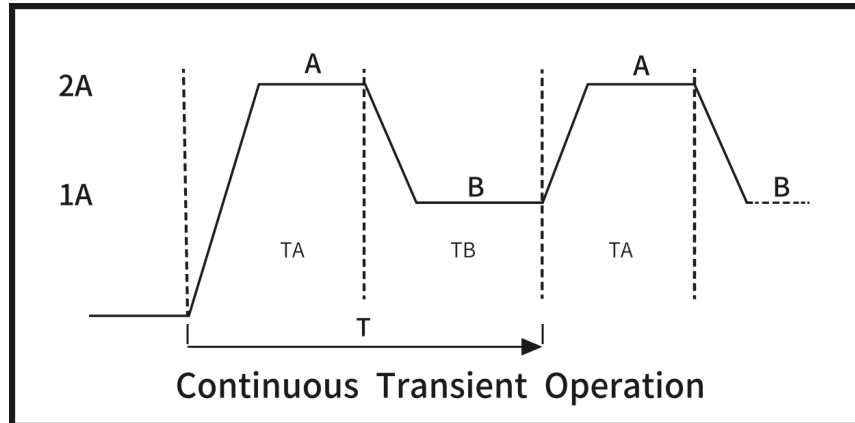 A A
2A
1A B B
TA TB TA
T
Continuous Transient Operation